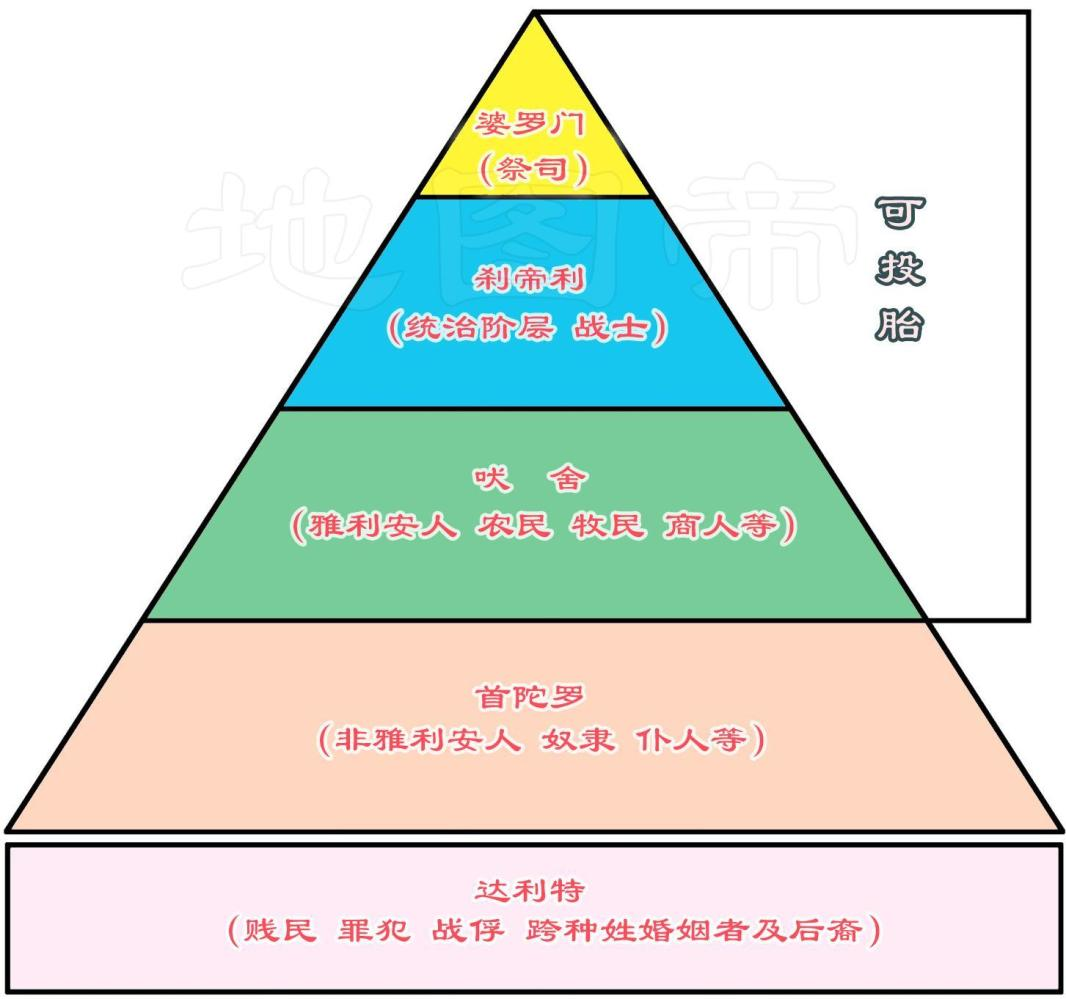 婆罗门
(祭司)
地图帝
刹帝利
(统治阶层 战士)
可
投
胎
吠 舍
(雅利安人 农民 牧民 商人等)
首陀罗
(非雅利安人 奴隶 仆人等)
达利特
(贱民 罪犯 战俘 跨种姓婚姻者及后裔)